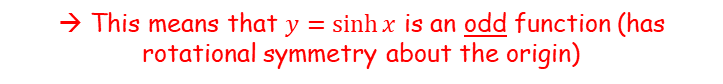 → This means that y = sinh x is an odd function (has
rotational symmetry about the origin)